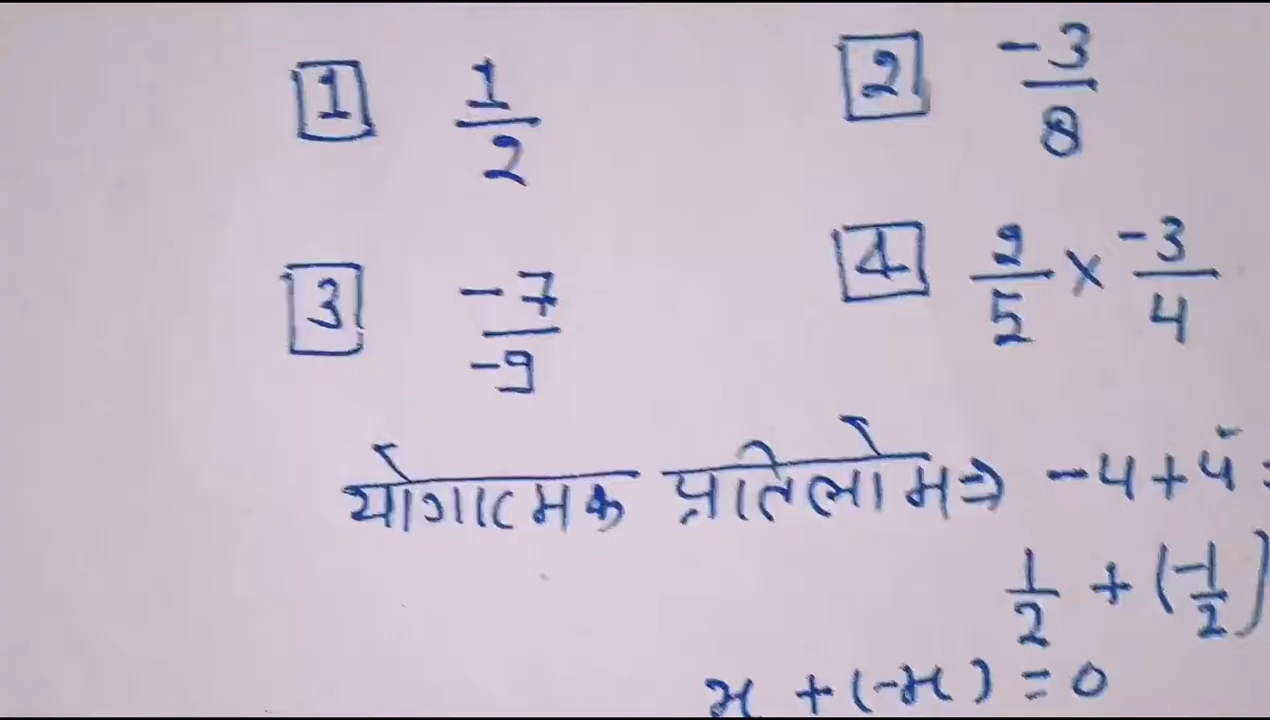 1 1/2
2 -3/8
3 -7/-9
4 2/5 × -3/4
योगात्मक प्रतिलोम ⇒ -4 + 4 =
1/2 + (-1/2)
x + (-x) = 0